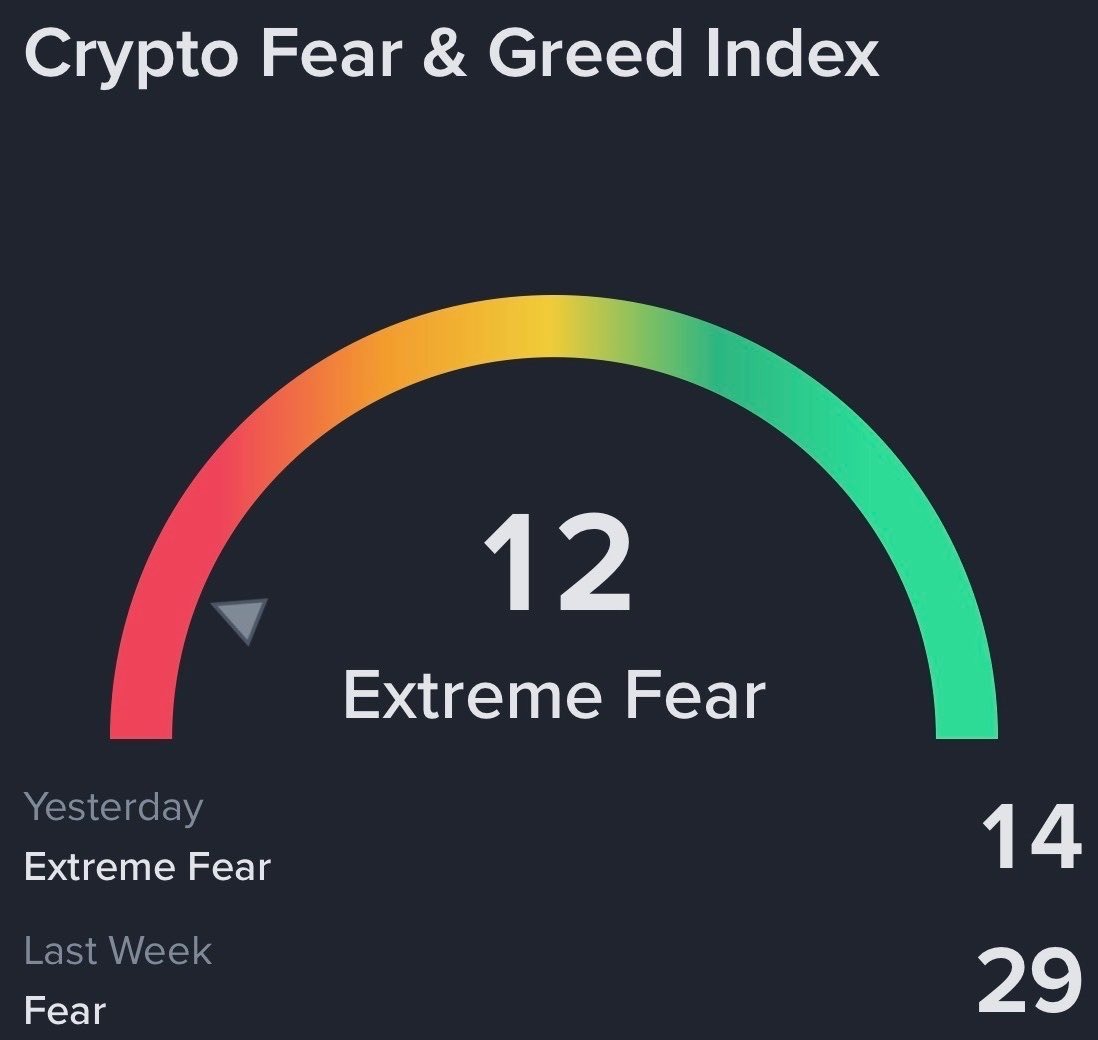 Crypto Fear & Greed Index
12
Extreme Fear
Yesterday
Extreme Fear
14
Last Week
Fear
29